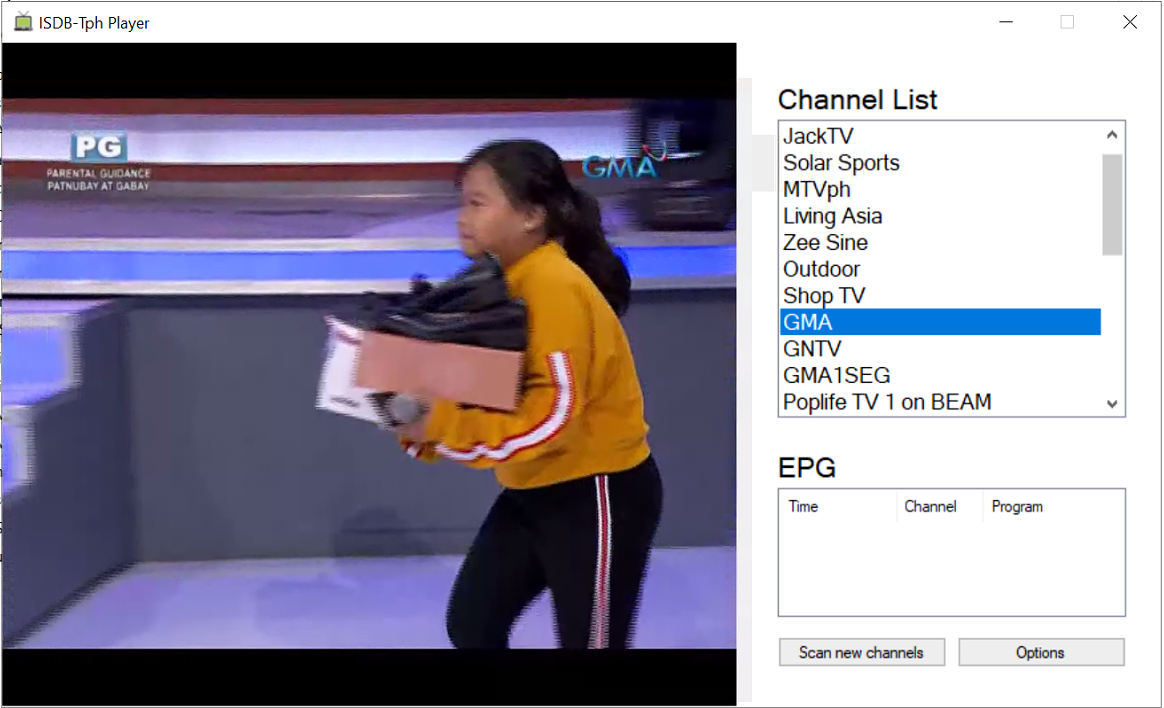 ISDB-Tph Player
PG
PARENTAL GUIDANCE
PATNUBAY AT GABAY
GMA
Channel List
JackTV
Solar Sports
MTVph
Living Asia
Zee Sine
Outdoor
Shop TV
GMA
GNTV
GMA1SEG
Poplife TV 1 on BEAM
EPG
Time Channel Program
Scan new channels Options